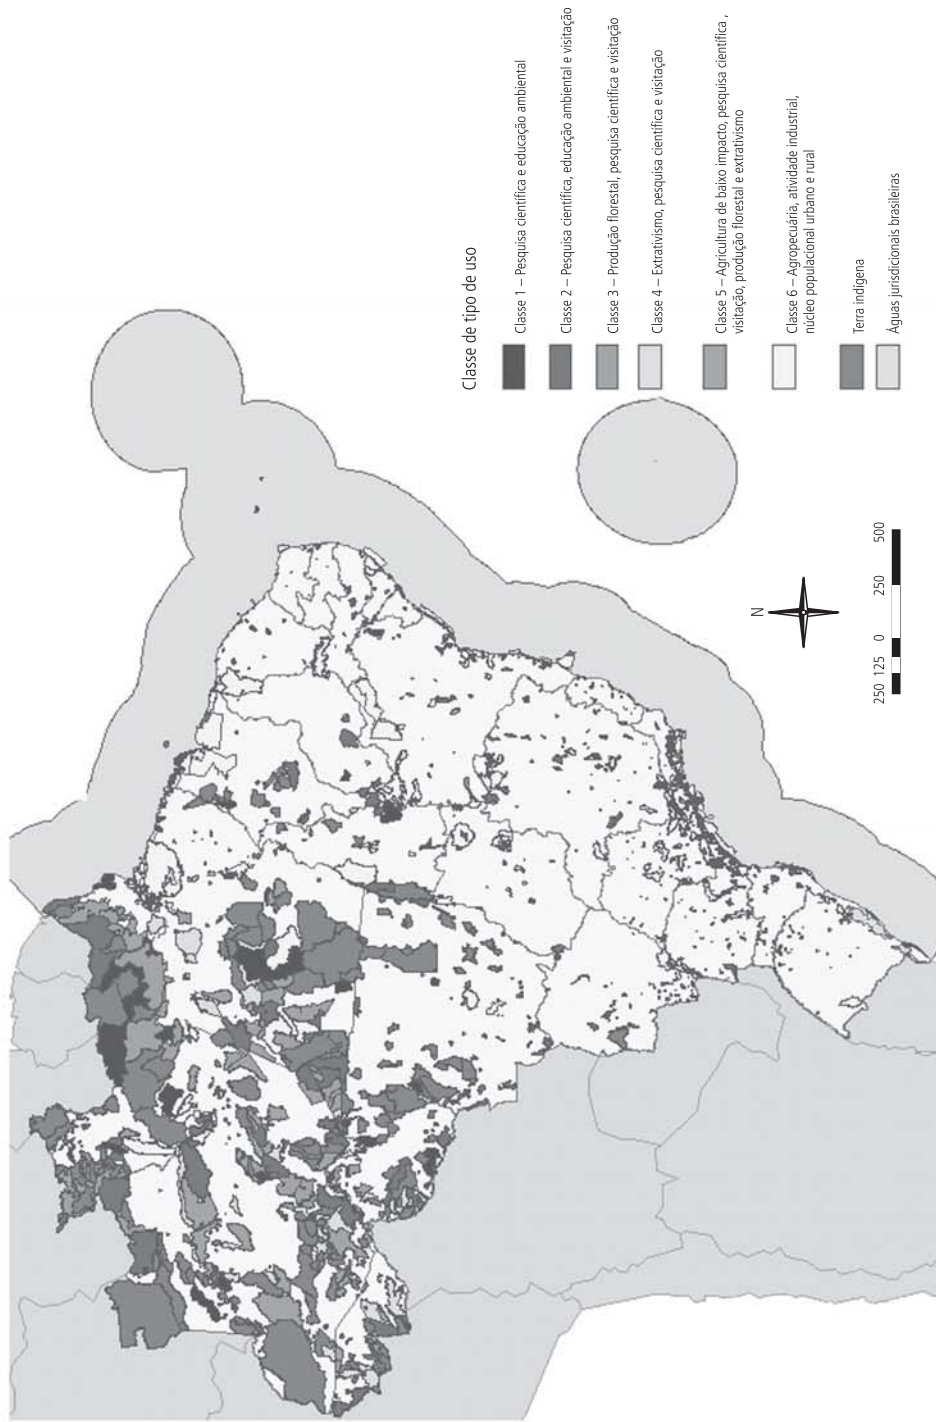 Classe de tipo de uso
Classe 1 – Pesquisa científica e educação ambiental
Classe 2 – Pesquisa científica, educação ambiental e visitação
Classe 3 – Produção florestal, pesquisa científica e visitação
Classe 4 – Extrativismo, pesquisa científica e visitação
Classe 5 – Agricultura de baixo impacto, pesquisa científica ,
visitação, produção florestal e extrativismo
Classe 6 – Agropecuária, atividade industrial,
núcleo populacional urbano e rural
Terra indígena
Águas jurisdicionais brasileiras
N
250 125 0 250 500